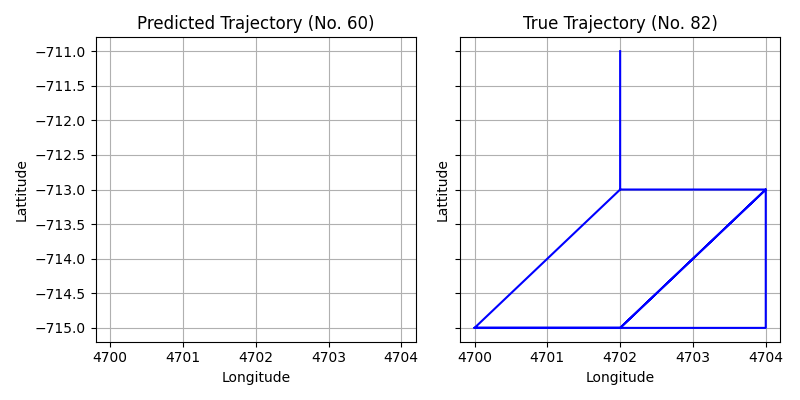 Predicted Trajectory (No. 60)
−711.0
−711.5
−712.0
−712.5
−713.0
−713.5
−714.0
−714.5
−715.0
Lattitude
4700 4701 4702 4703 4704
Longitude
True Trajectory (No. 82)
Lattitude
4700 4701 4702 4703 4704
Longitude